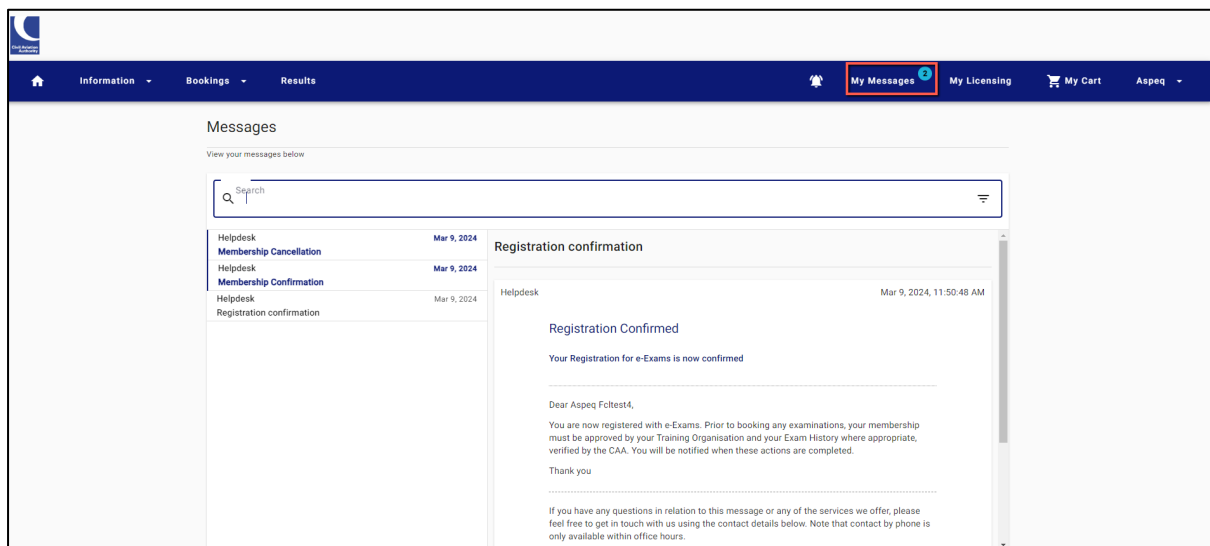 Civil Aviation
Authority
Information Bookings Results My Messages 2 My Licensing My Cart Aspeq
Messages
View your messages below
Search
Helpdesk Mar 9, 2024
Membership Cancellation
Helpdesk Mar 9, 2024
Membership Confirmation
Helpdesk Mar 9, 2024
Registration confirmation
Registration confirmation
Helpdesk Mar 9, 2024, 11:50:48 AM
Registration Confirmed
Your Registration for e-Exams is now confirmed
Dear Aspeq Fcltest4,
You are now registered with e-Exams. Prior to booking any examinations, your membership
must be approved by your Training Organisation and your Exam History where appropriate,
verified by the CAA. You will be notified when these actions are completed.
Thank you
If you have any questions in relation to this message or any of the services we offer, please
feel free to get in touch with us using the contact details below. Note that contact by phone is
only available within office hours.